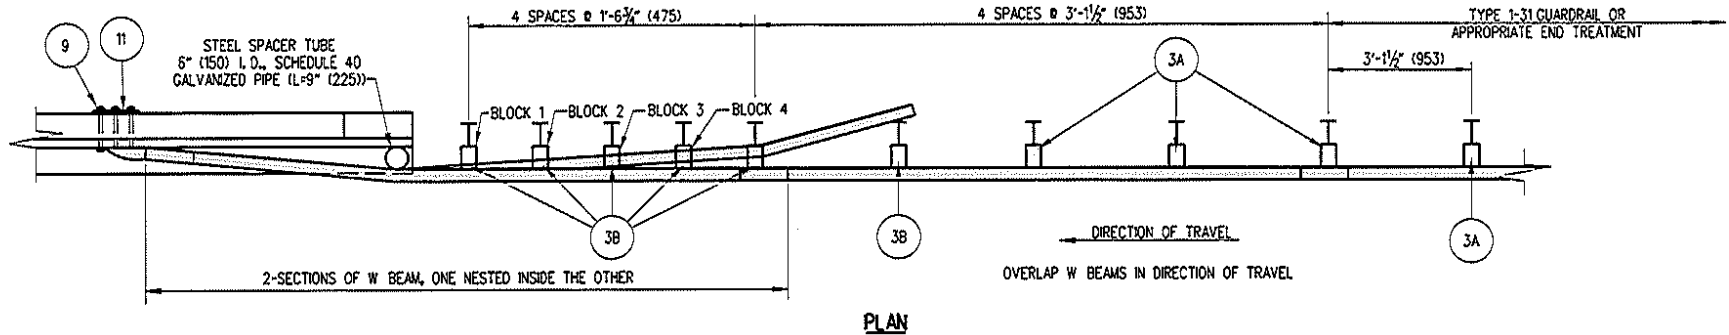 4 SPACES @ 1'-6¾" (475)
4 SPACES @ 3'-1½" (953)
TYPE 1-31 GUARDRAIL OR
APPROPRIATE END TREATMENT
9
11
STEEL SPACER TUBE
6" (150) I.D., SCHEDULE 40
GALVANIZED PIPE (L=9" (225))
3A
3'-1½" (953)
BLOCK 1
BLOCK 2
BLOCK 3
BLOCK 4
3B
3B
DIRECTION OF TRAVEL
3A
2-SECTIONS OF W BEAM, ONE NESTED INSIDE THE OTHER
OVERLAP W BEAMS IN DIRECTION OF TRAVEL
PLAN